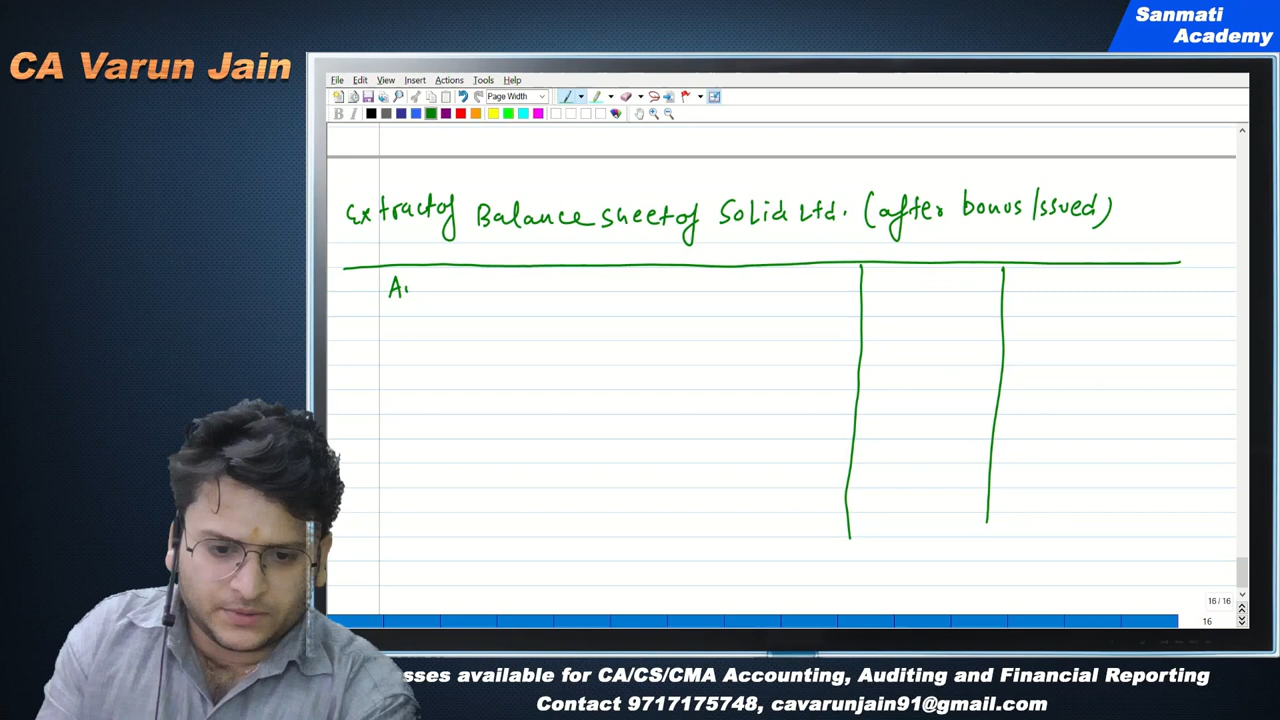 Sanmati
Academy
CA Varun Jain
File Edit View Insert Actions Tools Help
Page Width
B I
Extract of Balance sheet of Solid Ltd. (after bonus issued)
A.
16 / 16
16
sses available for CA/CS/CMA Accounting, Auditing and Financial Reporting
Contact 9717175748, cavarunjain91@gmail.com